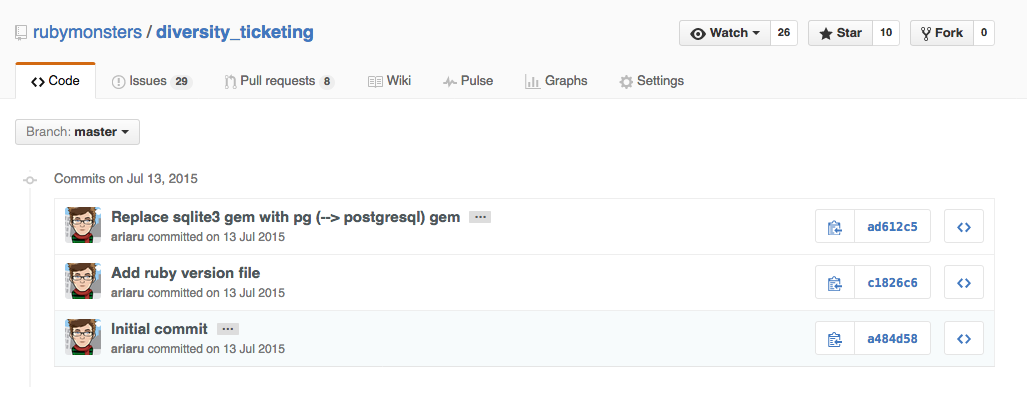 rubymonsters / diversity_ticketing
Watch 26 Star 10 Fork 0
Code Issues 29 Pull requests 8 Wiki Pulse Graphs Settings
Branch: master
Commits on Jul 13, 2015
Replace sqlite3 gem with pg (--> postgresql) gem …
ariaru committed on 13 Jul 2015
ad612c5
Add ruby version file
ariaru committed on 13 Jul 2015
c1826c6
Initial commit …
ariaru committed on 13 Jul 2015
a484d58